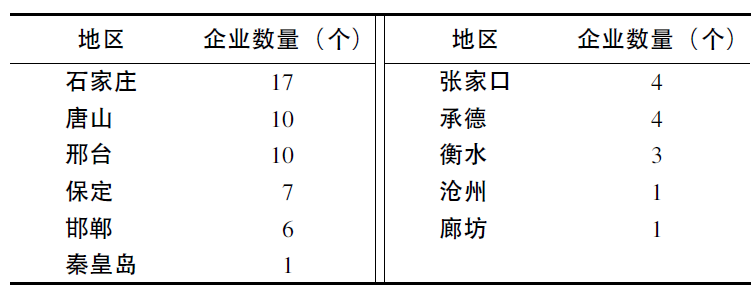 地区 企业数量（个） 地区 企业数量（个）
石家庄 17 张家口 4
唐山 10 承德 4
邢台 10 衡水 3
保定 7 沧州 1
邯郸 6 廊坊 1
秦皇岛 1